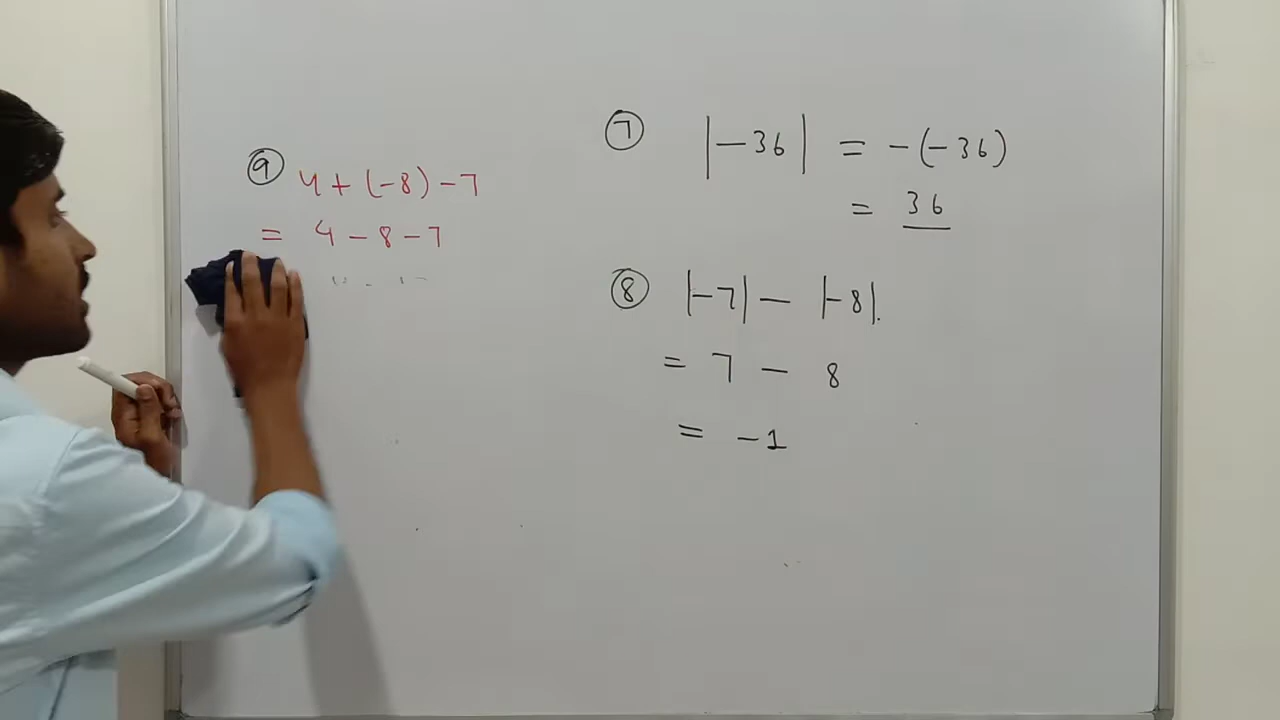 ⑨ 4 + (-8) - 7
= 4 - 8 - 7
⑦ |-36| = -(-36)
= 36
⑧ |-7| - |-8|.
= 7 - 8
= -1